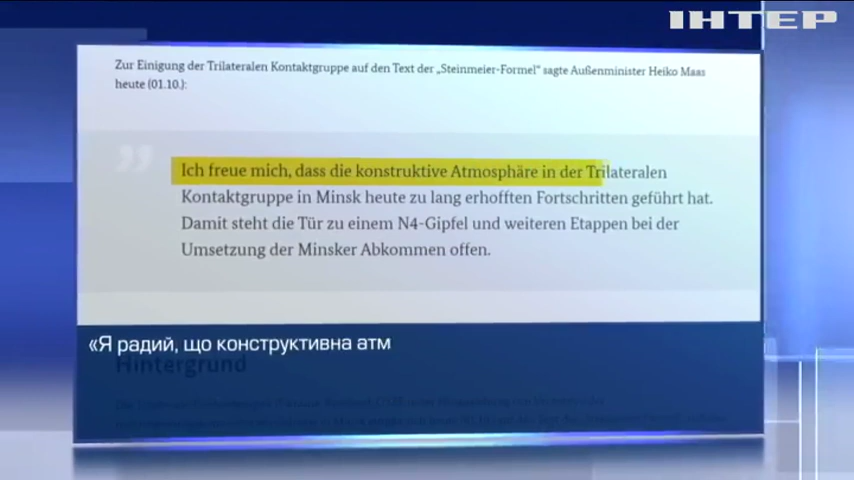 ІНТЕР
Zur Einigung der Trilateralen Kontaktgruppe auf den Text der „Steinmeier-Formel“ sagte Außenminister Heiko Maas
heute (01.10.):
Ich freue mich, dass die konstruktive Atmosphäre in der Trilateralen
Kontaktgruppe in Minsk heute zu lang erhofften Fortschritten geführt hat.
Damit steht die Tür zu einem N4-Gipfel und weiteren Etappen bei der
Umsetzung der Minsker Abkommen offen.
«Я радий, що конструктивна атм
Hintergrund